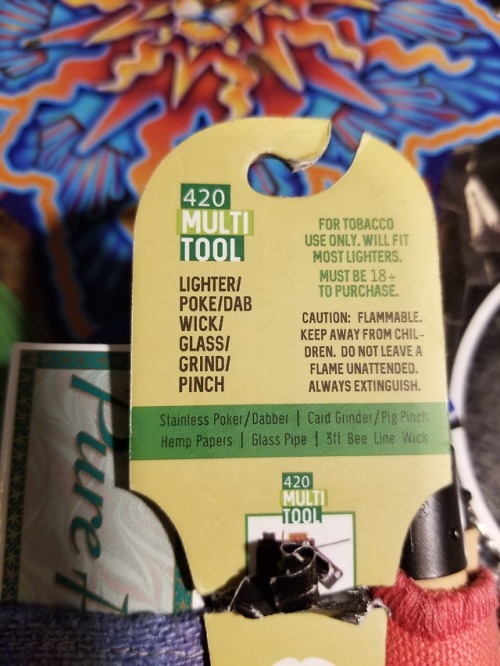 420
MULTI
TOOL
LIGHTER/
POKE/DAB
WICK/
GLASS/
GRIND/
PINCH
FOR TOBACCO
USE ONLY. WILL FIT
MOST LIGHTERS.
MUST BE 18+
TO PURCHASE.
CAUTION: FLAMMABLE.
KEEP AWAY FROM CHIL-
DREN. DO NOT LEAVE A
FLAME UNATTENDED.
ALWAYS EXTINGUISH.
Stainless Poker/Dabber | Card Grinder/Pig Pinch
Hemp Papers | Glass Pipe | 3ft Bee Line Wick
420
MULTI
TOOL
Pure